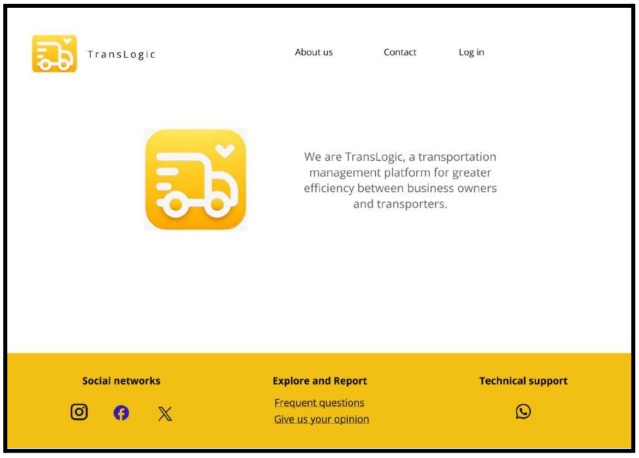 TransLogic
About us
Contact
Log in
We are TransLogic, a transportation
management platform for greater
efficiency between business owners
and transporters.
Social networks
Explore and Report
Frequent questions
Give us your opinion
Technical support